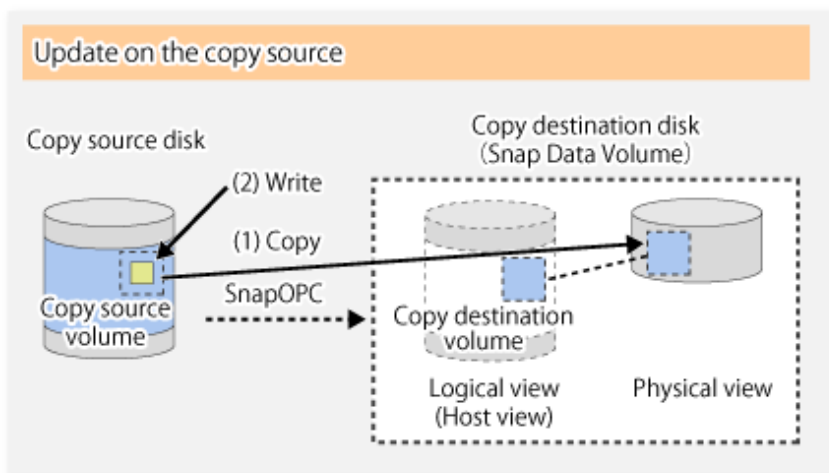 Update on the copy source
Copy source disk
Copy destination disk
（Snap Data Volume）
(2) Write
(1) Copy
SnapOPC
Copy source
volume
Copy destination
volume
Logical view
(Host view)
Physical view